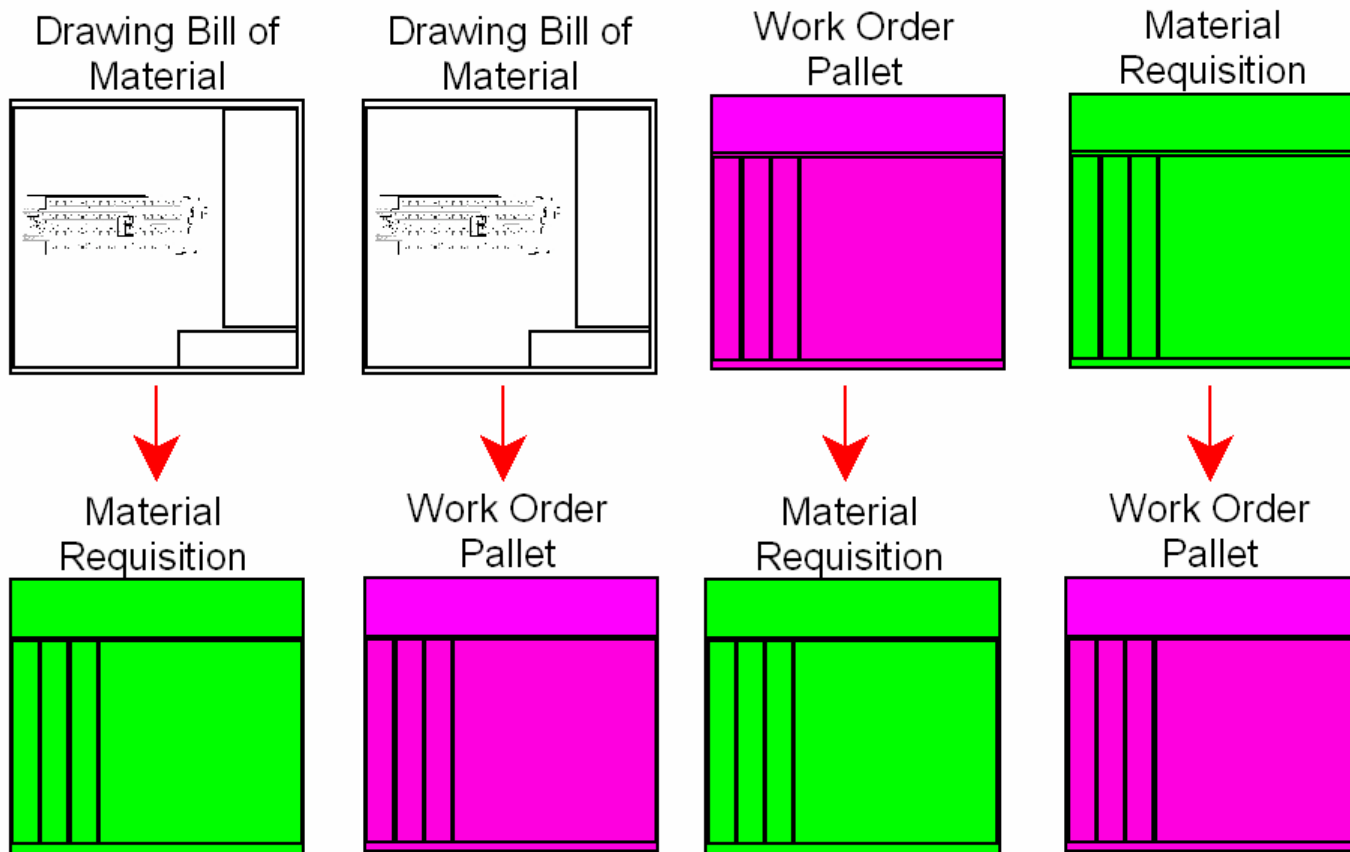 Drawing Bill of
Material
Drawing Bill of
Material
Work Order
Pallet
Material
Requisition
Material
Requisition
Work Order
Pallet
Material
Requisition
Work Order
Pallet